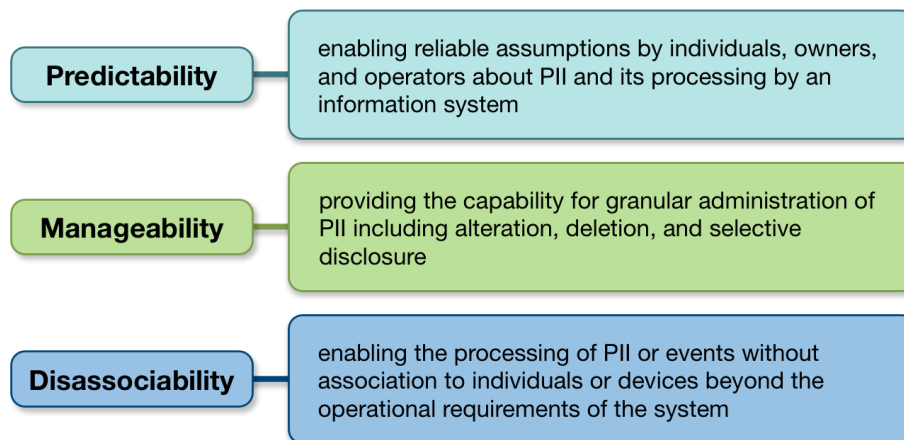 Predictability
enabling reliable assumptions by individuals, owners,
and operators about PII and its processing by an
information system
Manageability
providing the capability for granular administration of
PII including alteration, deletion, and selective
disclosure
Disassociability
enabling the processing of PII or events without
association to individuals or devices beyond the
operational requirements of the system